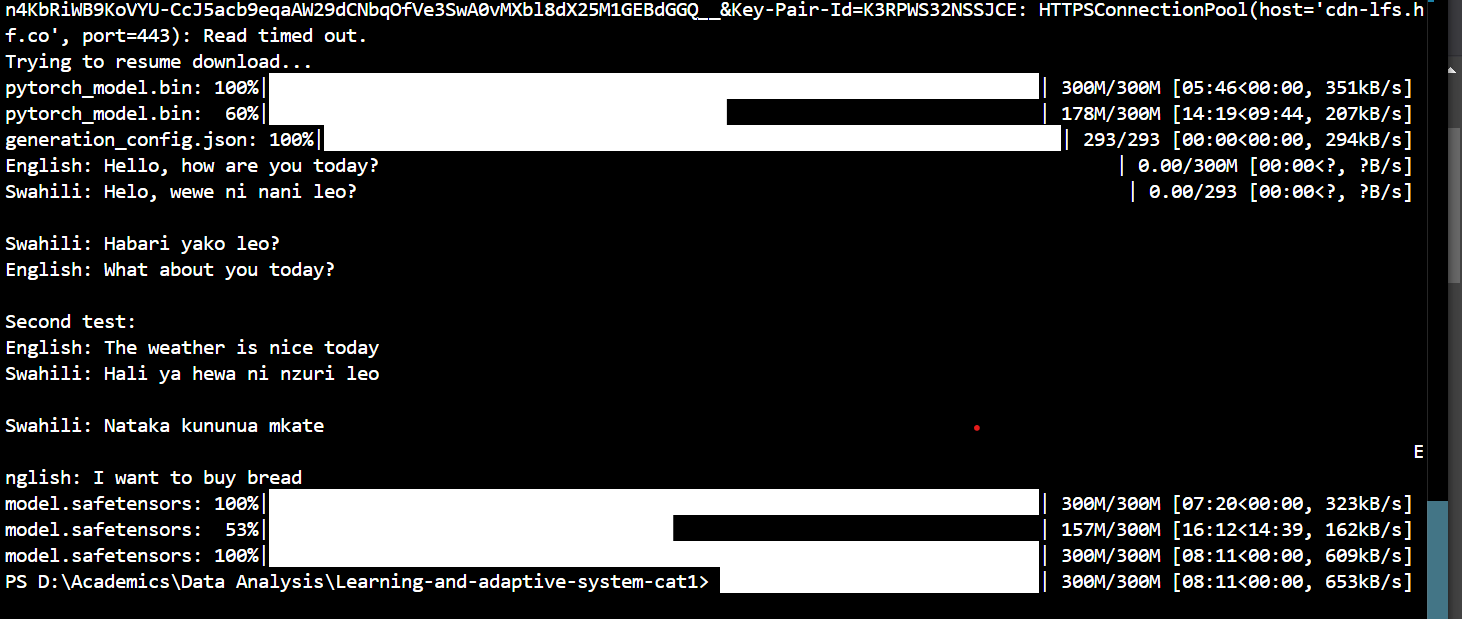 n4KbRiWB9KoVYU-CcJ5acb9eqaAW29dCNbqOfVe3SwA0vMXbl8dX25M1GEBdGGQ__&Key-Pair-Id=K3RPWS32NSSJCE: HTTPSConnectionPool(host='cdn-lfs.h
f.co', port=443): Read timed out.
Trying to resume download...
pytorch_model.bin: 100%| | 300M/300M [05:46<00:00, 351kB/s]
pytorch_model.bin:  60%| | 178M/300M [14:19<09:44, 207kB/s]
generation_config.json: 100%| | 293/293 [00:00<00:00, 294kB/s]
English: Hello, how are you today? | 0.00/300M [00:00<?, ?B/s]
Swahili: Helo, wewe ni nani leo? | 0.00/293 [00:00<?, ?B/s]
Swahili: Habari yako leo?
English: What about you today?
Second test:
English: The weather is nice today
Swahili: Hali ya hewa ni nzuri leo
Swahili: Nataka kununua mkate
E
nglish: I want to buy bread
model.safetensors: 100%| | 300M/300M [07:20<00:00, 323kB/s]
model.safetensors:  53%| | 157M/300M [16:12<14:39, 162kB/s]
model.safetensors: 100%| | 300M/300M [08:11<00:00, 609kB/s]
PS D:\Academics\Data Analysis\Learning-and-adaptive-system-cat1> | 300M/300M [08:11<00:00, 653kB/s]